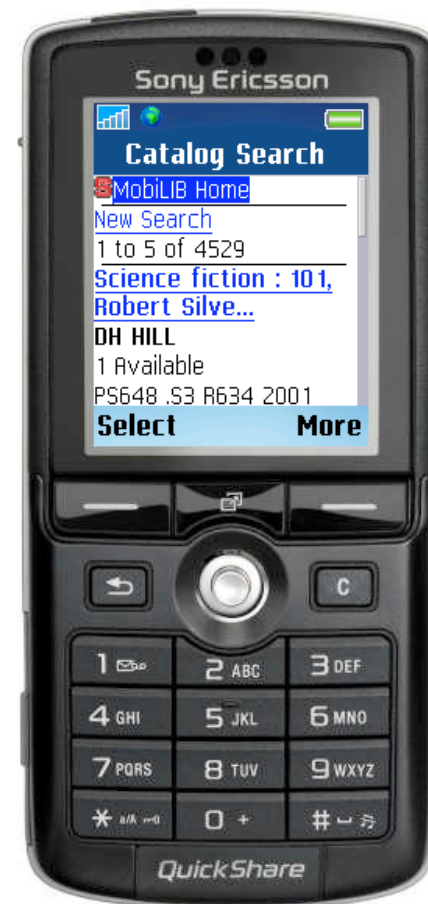 Sony Ericsson
Catalog Search
S MobiLIB Home
New Search
1 to 5 of 4529
Science fiction : 101,
Robert Silve...
DH HILL
1 Available
PS648 .S3 R634 2001
Select More
C
1 2 ABC 3 DEF
4 GHI 5 JKL 6 MNO
7 PQRS 8 TUV 9 WXYZ
* a/A 0 + #
QuickShare